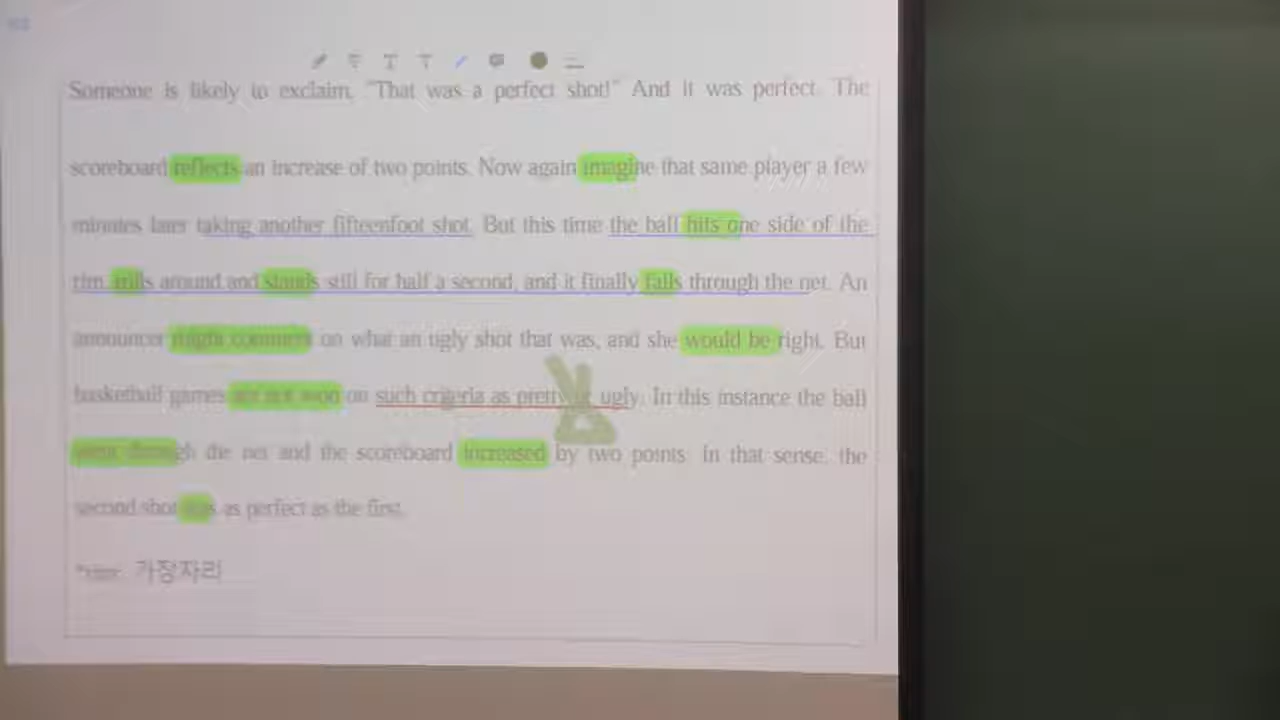 Someone is likely to exclaim, "That was a perfect shot!" And it was perfect. The
scoreboard reflects an increase of two points. Now again imagine that same player a few
minutes later taking another fifteenfoot shot. But this time the ball hits one side of the
rim, rolls around and stands still for half a second, and it finally falls through the net. An
announcer might comment on what an ugly shot that was, and she would be right. But
basketball games are not won on such criteria as pretty or ugly. In this instance the ball
went through the net and the scoreboard increased by two points. In that sense, the
second shot was as perfect as the first.
가장자리